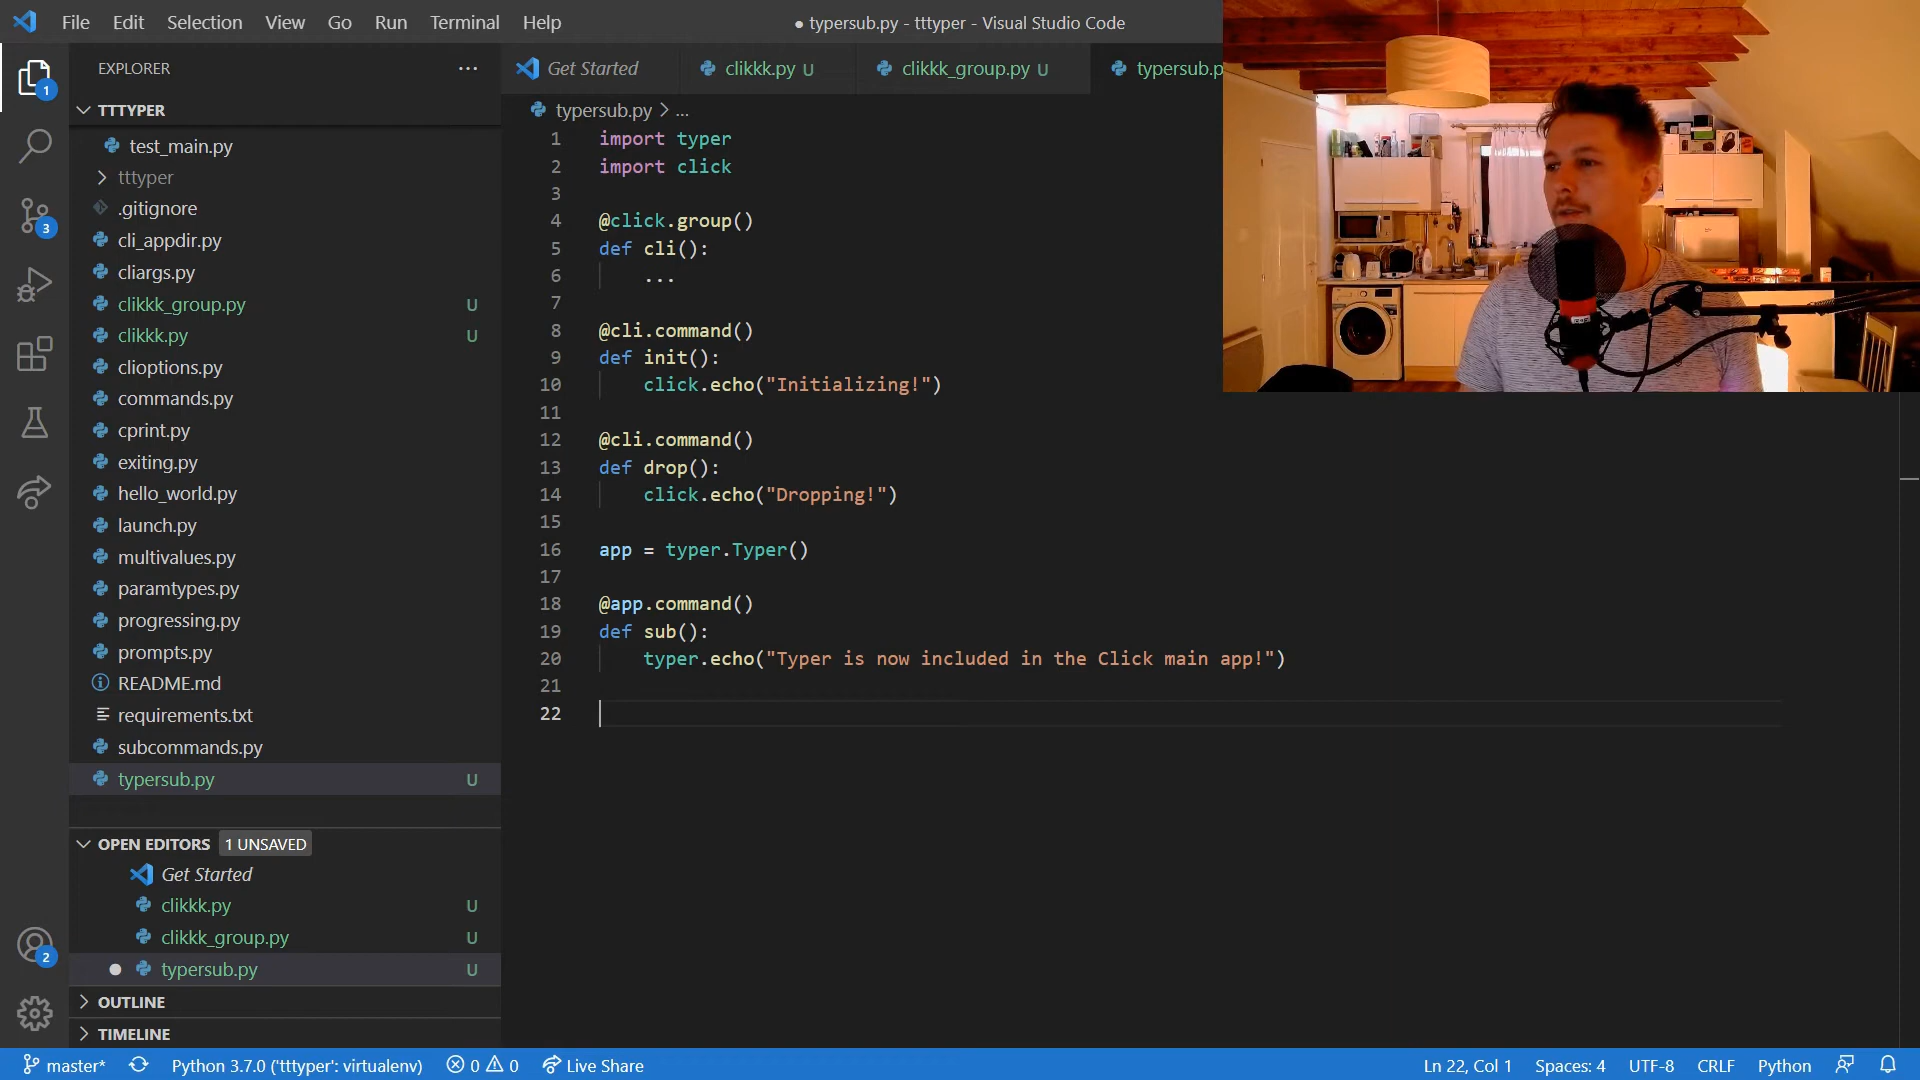 File Edit Selection View Go Run Terminal Help
● typersub.py - tttyper - Visual Studio Code
EXPLORER
TTTYPER
test_main.py
tttyper
.gitignore
cli_appdir.py
cliargs.py
clikkk_group.py U
clikkk.py U
clioptions.py
commands.py
cprint.py
exiting.py
hello_world.py
launch.py
multivalues.py
paramtypes.py
progressing.py
prompts.py
README.md
requirements.txt
subcommands.py
typersub.py U
OPEN EDITORS 1 UNSAVED
Get Started
clikkk.py U
clikkk_group.py U
typersub.py U
OUTLINE
TIMELINE
1
3
2
Get Started clikkk.py U clikkk_group.py U typersub.p
typersub.py > ...
1 import typer
2 import click
3
4 @click.group()
5 def cli():
6 ...
7
8 @cli.command()
9 def init():
10 click.echo("Initializing!")
11
12 @cli.command()
13 def drop():
14 click.echo("Dropping!")
15
16 app = typer.Typer()
17
18 @app.command()
19 def sub():
20 typer.echo("Typer is now included in the Click main app!")
21
22
master* Python 3.7.0 ('tttyper': virtualenv) 0 0 Live Share
Ln 22, Col 1 Spaces: 4 UTF-8 CRLF Python